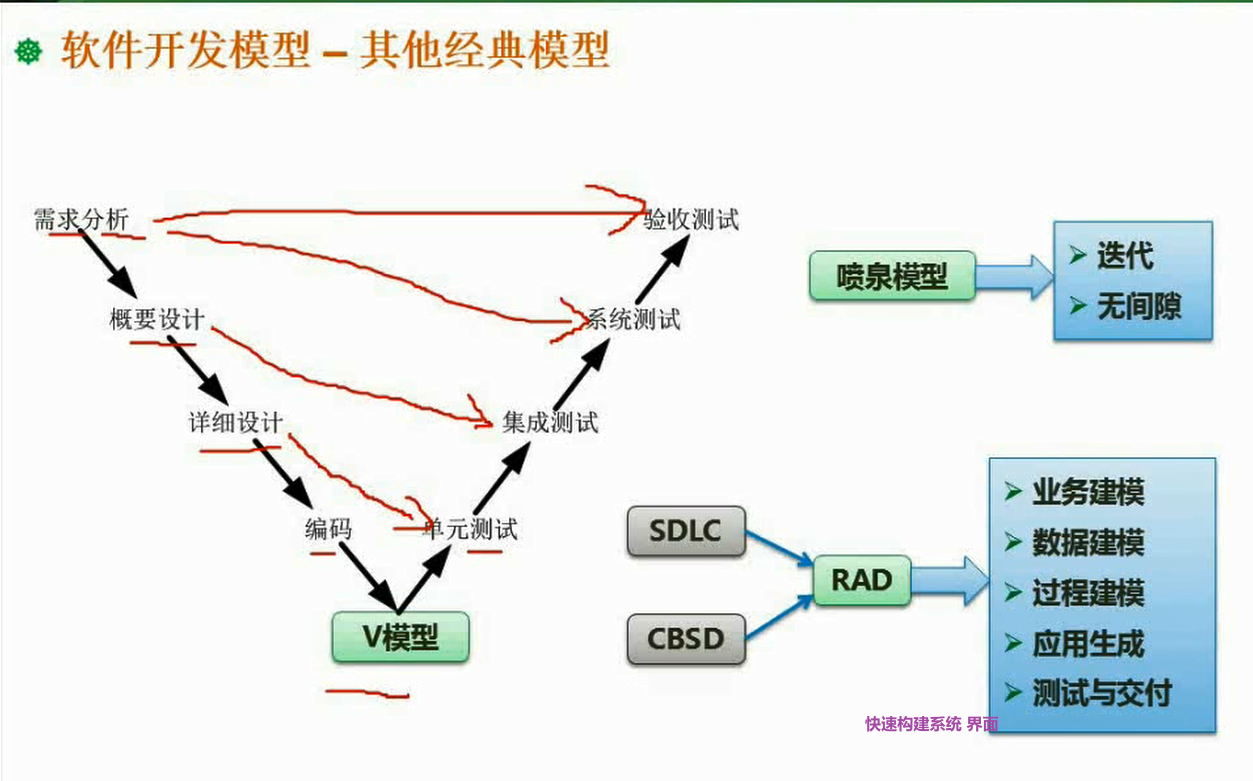 软件开发模型 – 其他经典模型
需求分析
验收测试
概要设计
系统测试
详细设计
集成测试
编码
单元测试
V模型
喷泉模型
迭代
无间隙
SDLC
CBSD
RAD
业务建模
数据建模
过程建模
应用生成
测试与交付
快速构建系统 界面